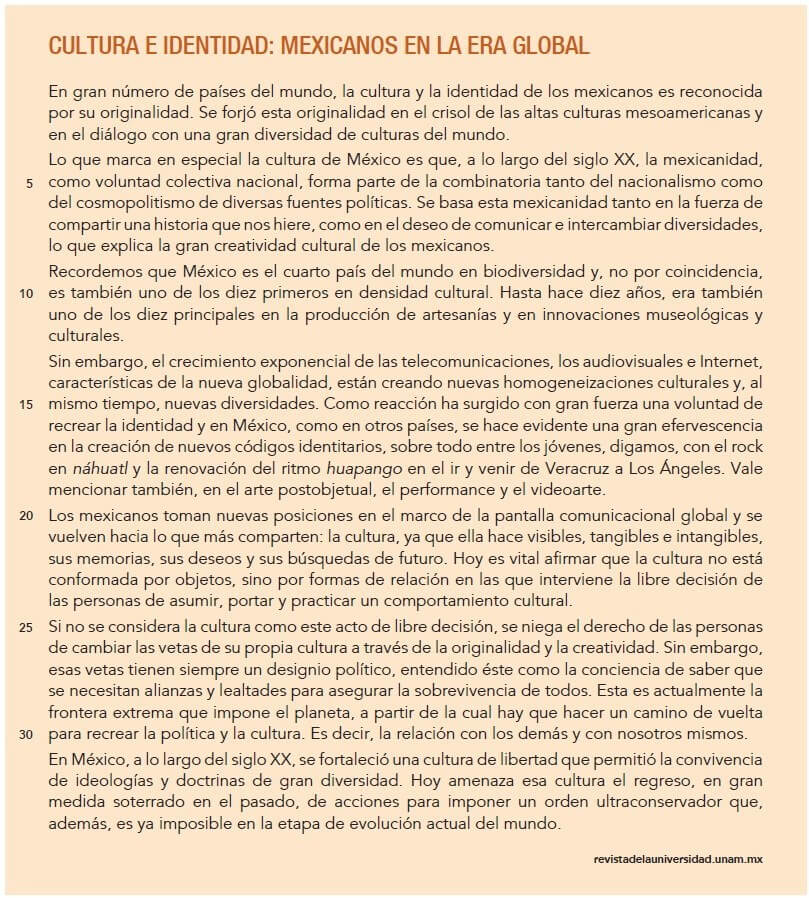 CULTURA E IDENTIDAD: MEXICANOS EN LA ERA GLOBAL
En gran número de países del mundo, la cultura y la identidad de los mexicanos es reconocida
por su originalidad. Se forjó esta originalidad en el crisol de las altas culturas mesoamericanas y
en el diálogo con una gran diversidad de culturas del mundo.
Lo que marca en especial la cultura de México es que, a lo largo del siglo XX, la mexicanidad,
5 como voluntad colectiva nacional, forma parte de la combinatoria tanto del nacionalismo como
del cosmopolitismo de diversas fuentes políticas. Se basa esta mexicanidad tanto en la fuerza de
compartir una historia que nos hiere, como en el deseo de comunicar e intercambiar diversidades,
lo que explica la gran creatividad cultural de los mexicanos.
Recordemos que México es el cuarto país del mundo en biodiversidad y, no por coincidencia,
10 es también uno de los diez primeros en densidad cultural. Hasta hace diez años, era también
uno de los diez principales en la producción de artesanías y en innovaciones museológicas y
culturales.
Sin embargo, el crecimiento exponencial de las telecomunicaciones, los audiovisuales e Internet,
características de la nueva globalidad, están creando nuevas homogeneizaciones culturales y, al
15 mismo tiempo, nuevas diversidades. Como reacción ha surgido con gran fuerza una voluntad de
recrear la identidad y en México, como en otros países, se hace evidente una gran efervescencia
en la creación de nuevos códigos identitarios, sobre todo entre los jóvenes, digamos, con el rock
en náhuatl y la renovación del ritmo huapango en el ir y venir de Veracruz a Los Ángeles. Vale
mencionar también, en el arte postobjetual, el performance y el videoarte.
20 Los mexicanos toman nuevas posiciones en el marco de la pantalla comunicacional global y se
vuelven hacia lo que más comparten: la cultura, ya que ella hace visibles, tangibles e intangibles,
sus memorias, sus deseos y sus búsquedas de futuro. Hoy es vital afirmar que la cultura no está
conformada por objetos, sino por formas de relación en las que interviene la libre decisión de
las personas de asumir, portar y practicar un comportamiento cultural.
25 Si no se considera la cultura como este acto de libre decisión, se niega el derecho de las personas
de cambiar las vetas de su propia cultura a través de la originalidad y la creatividad. Sin embargo,
esas vetas tienen siempre un designio político, entendido éste como la conciencia de saber que
se necesitan alianzas y lealtades para asegurar la sobrevivencia de todos. Esta es actualmente la
frontera extrema que impone el planeta, a partir de la cual hay que hacer un camino de vuelta
30 para recrear la política y la cultura. Es decir, la relación con los demás y con nosotros mismos.
En México, a lo largo del siglo XX, se fortaleció una cultura de libertad que permitió la convivencia
de ideologías y doctrinas de gran diversidad. Hoy amenaza esa cultura el regreso, en gran
medida soterrado en el pasado, de acciones para imponer un orden ultraconservador que,
además, es ya imposible en la etapa de evolución actual del mundo.
revistadelauniversidad.unam.mx